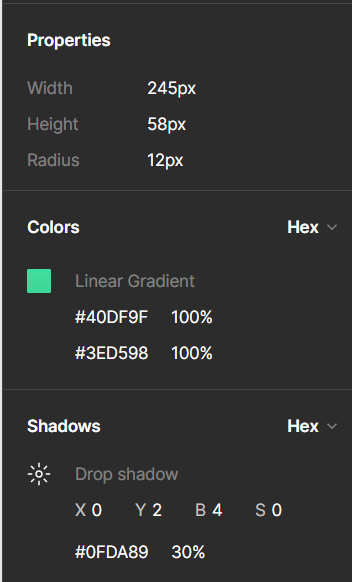 Properties
Width 245px
Height 58px
Radius 12px
Colors Hex
Linear Gradient
#40DF9F 100%
#3ED598 100%
Shadows Hex
Drop shadow
X 0 Y 2 B 4 S 0
#0FDA89 30%